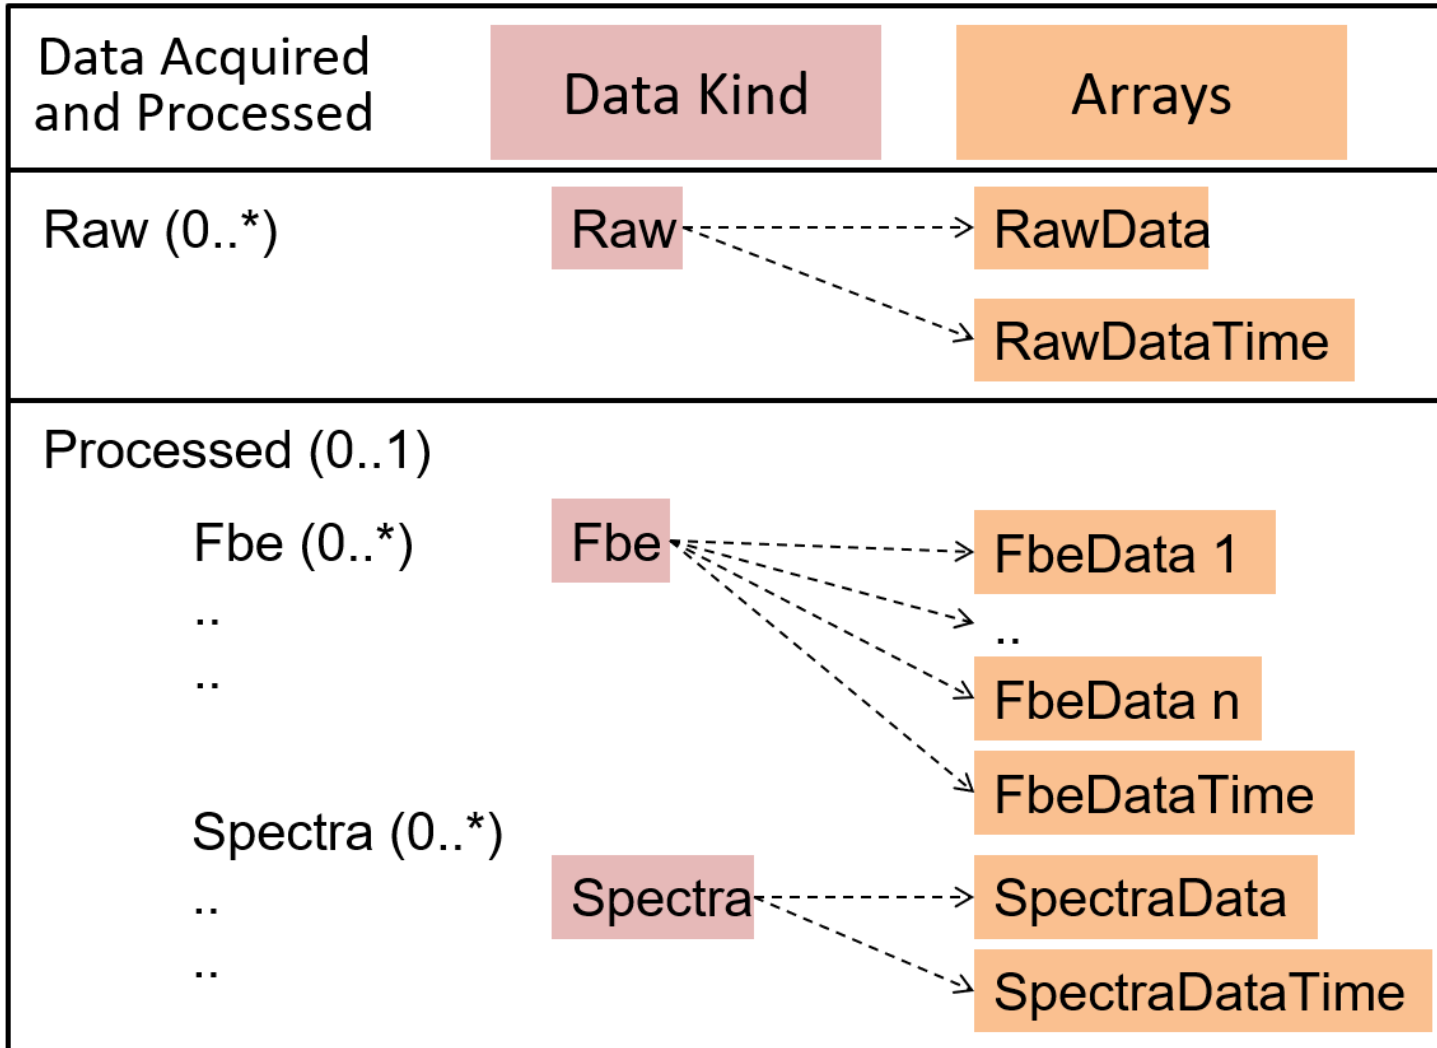 Data Acquired
and Processed
Data Kind
Arrays
Raw (0..*)
Raw
RawData
RawDataTime
Processed (0..1)
Fbe (0..*)
Fbe
FbeData 1
..
..
..
FbeData n
FbeDataTime
Spectra (0..*)
Spectra
SpectraData
..
..
SpectraDataTime